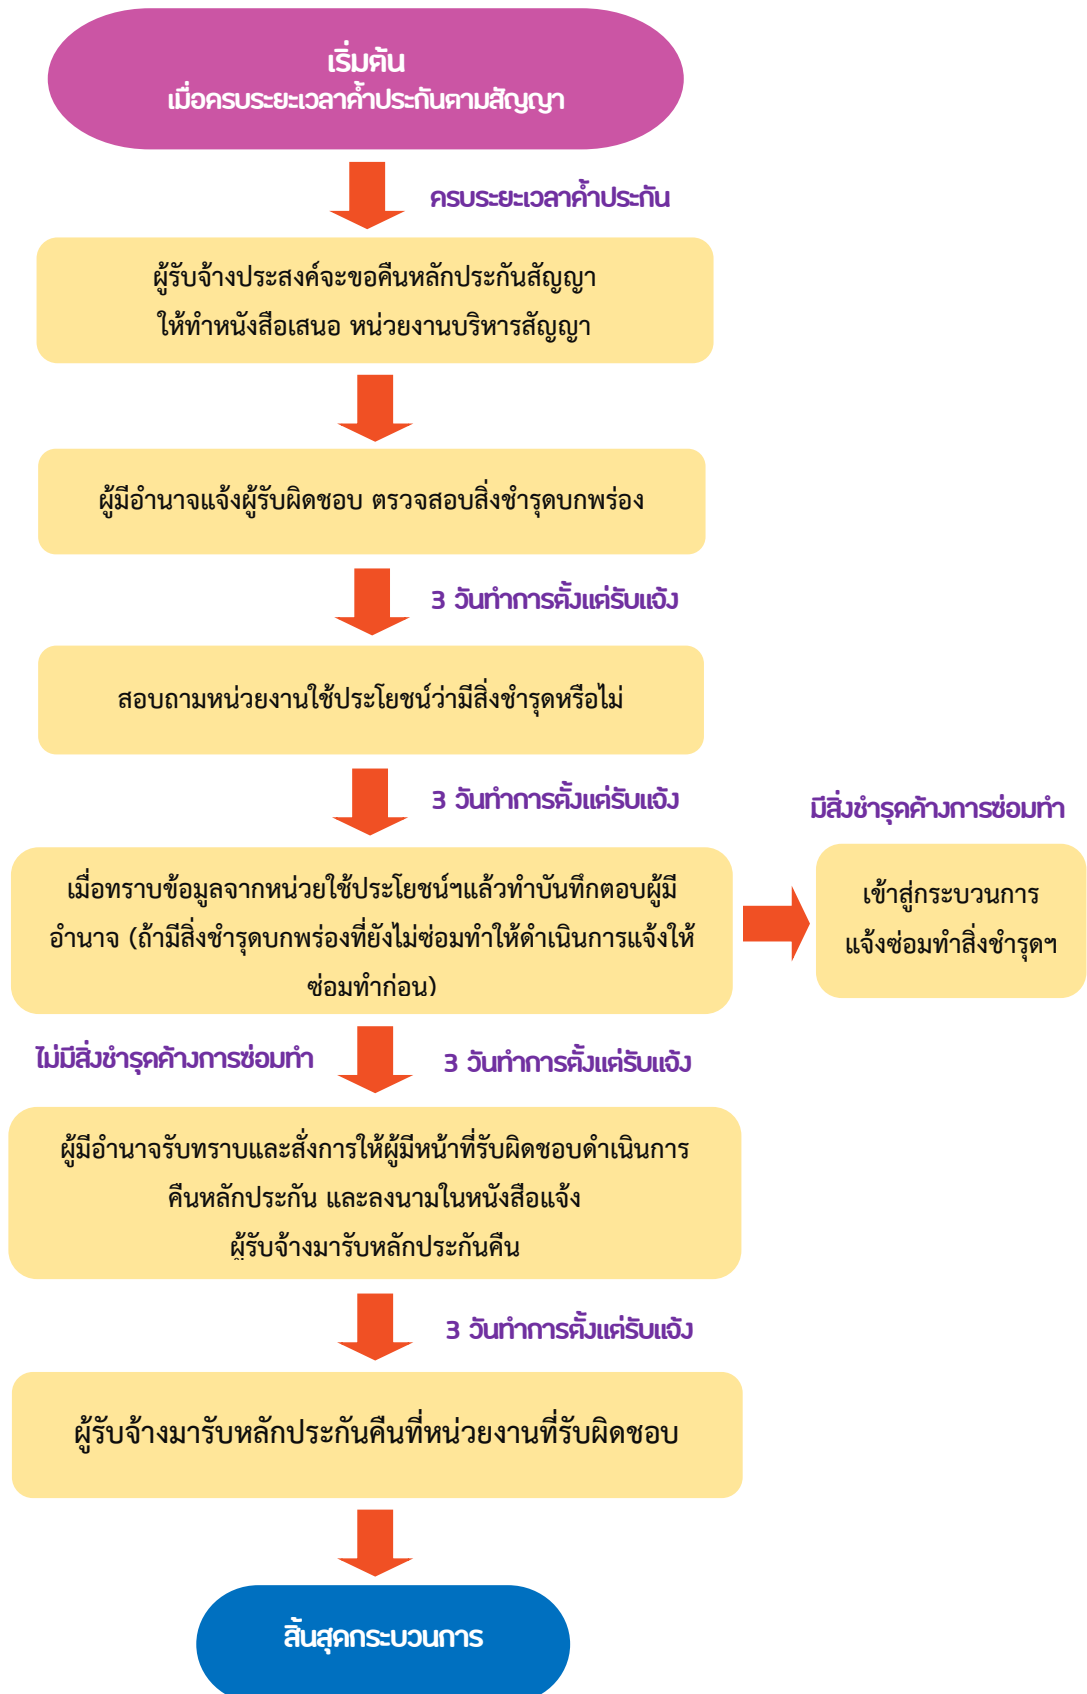 เริ่มต้น
เมื่อครบระยะเวลาค้ำประกันตามสัญญา
ครบระยะเวลาค้ำประกัน
ผู้รับจ้างประสงค์จะขอคืนหลักประกันสัญญา
ให้ทำหนังสือเสนอ หน่วยงานบริหารสัญญา
ผู้มีอำนาจแจ้งผู้รับผิดชอบ ตรวจสอบสิ่งชำรุดบกพร่อง
3 วันทำการตั้งแต่รับแจ้ง
สอบถามหน่วยงานใช้ประโยชน์ว่ามีสิ่งชำรุดหรือไม่
3 วันทำการตั้งแต่รับแจ้ง
มีสิ่งชำรุดค้างการซ่อมทำ
เมื่อทราบข้อมูลจากหน่วยใช้ประโยชน์ฯแล้วทำบันทึกตอบผู้มี
อำนาจ (ถ้ามีสิ่งชำรุดบกพร่องที่ยังไม่ซ่อมทำให้ดำเนินการแจ้งให้
ซ่อมทำก่อน)
เข้าสู่กระบวนการ
แจ้งซ่อมทำสิ่งชำรุดฯ
ไม่มีสิ่งชำรุดค้างการซ่อมทำ
3 วันทำการตั้งแต่รับแจ้ง
ผู้มีอำนาจรับทราบและสั่งการให้ผู้มีหน้าที่รับผิดชอบดำเนินการ
คืนหลักประกัน และลงนามในหนังสือแจ้ง
ผู้รับจ้างมารับหลักประกันคืน
3 วันทำการตั้งแต่รับแจ้ง
ผู้รับจ้างมารับหลักประกันคืนที่หน่วยงานที่รับผิดชอบ
สิ้นสุดกระบวนการ